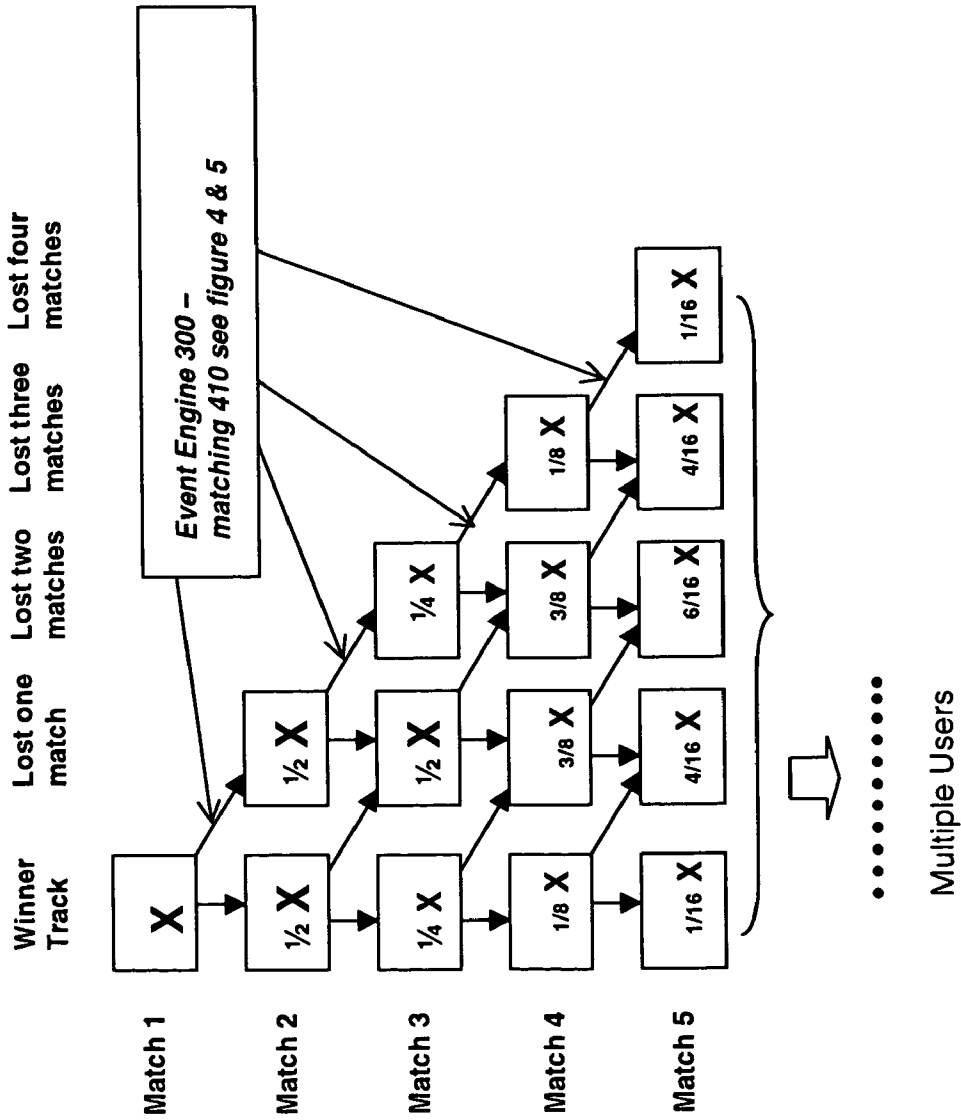 Winner
Track
Lost one
match
Lost two
matches
Lost three
matches
Lost four
matches
Event Engine 300 –
matching 410 see figure 4 & 5
Match 1
X
Match 2
½ X
½ X
Match 3
¼ X
½ X
¼ X
Match 4
1/8 X
3/8 X
3/8 X
1/8 X
Match 5
1/16 X
4/16 X
6/16 X
4/16 X
1/16 X
Multiple Users